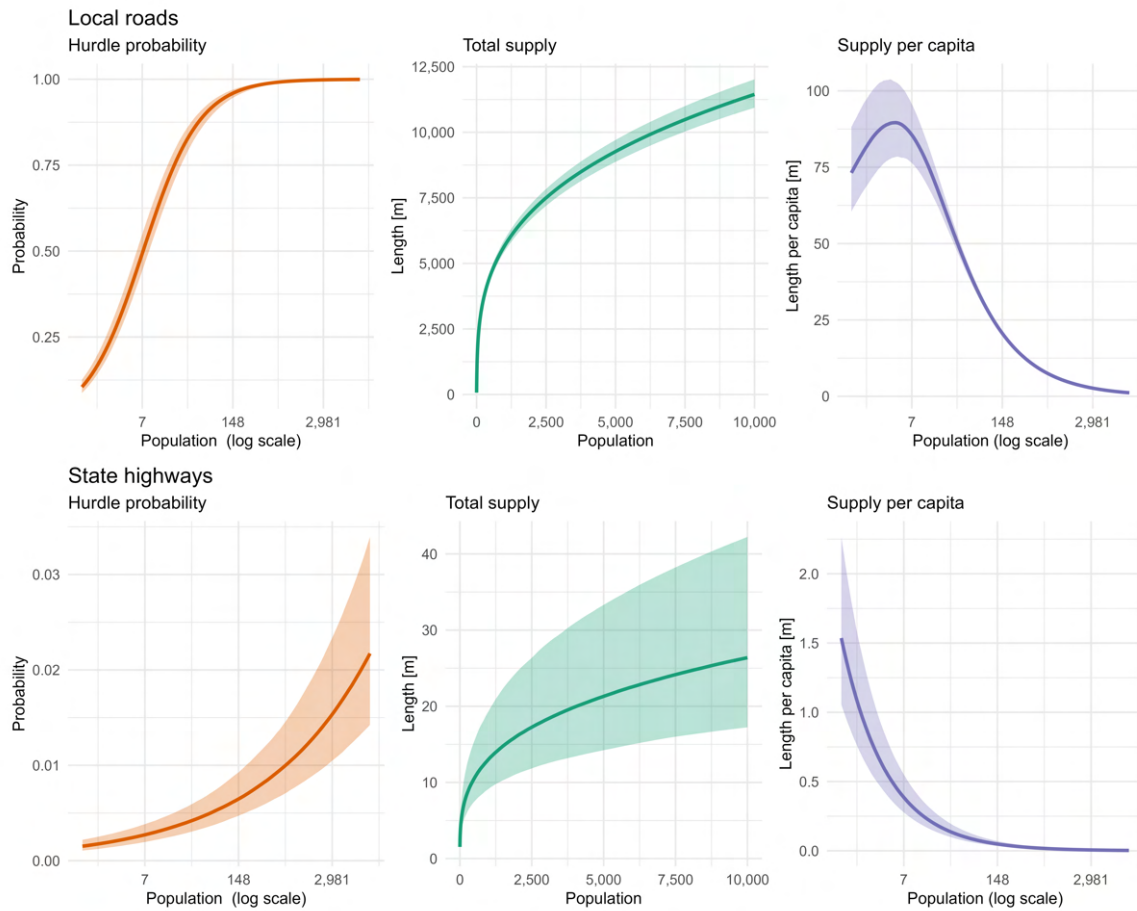 Local roads
Hurdle probability
Total supply
Supply per capita
1.00
0.75
0.50
0.25
Probability
7
148
2,981
Population (log scale)
12,500
10,000
7,500
5,000
2,500
0
Length [m]
0
2,500
5,000
7,500
10,000
Population
100
75
50
25
0
Length per capita [m]
7
148
2,981
Population (log scale)
State highways
Hurdle probability
Total supply
Supply per capita
0.03
0.02
0.01
0.00
Probability
7
148
2,981
Population (log scale)
40
30
20
10
0
Length [m]
0
2,500
5,000
7,500
10,000
Population
2.0
1.5
1.0
0.5
0.0
Length per capita [m]
7
148
2,981
Population (log scale)